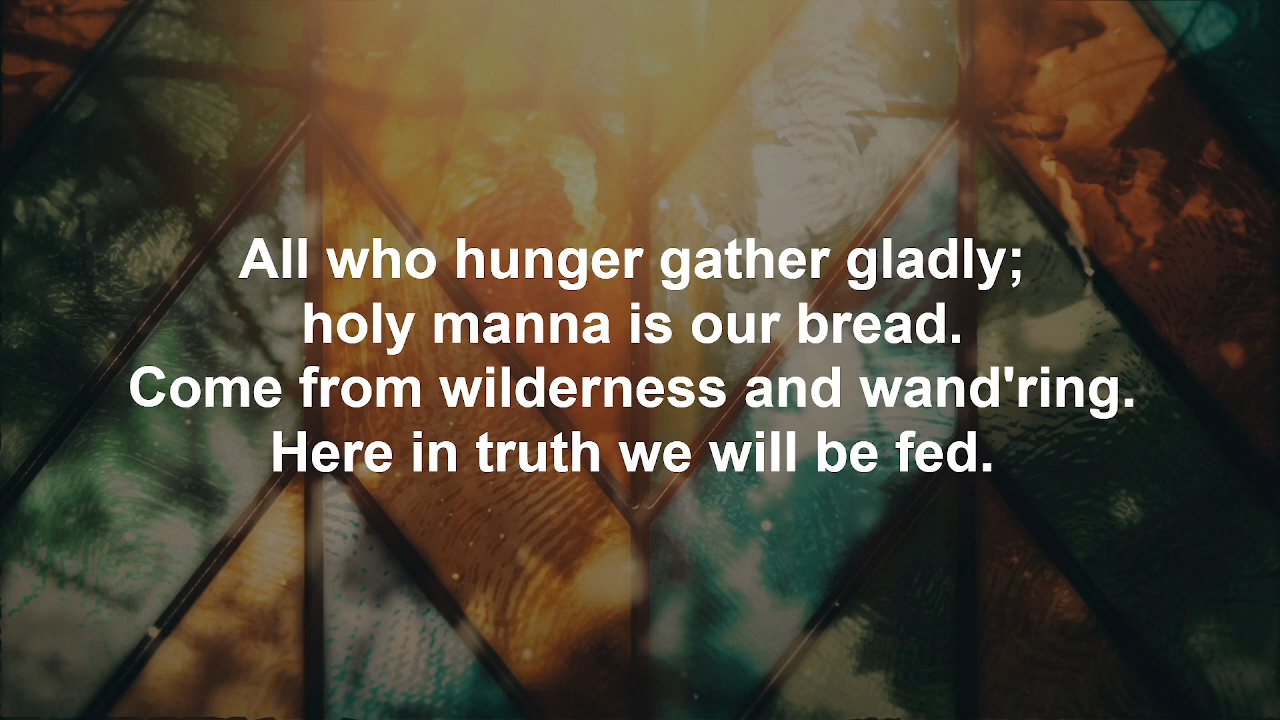 All who hunger gather gladly;
holy manna is our bread.
Come from wilderness and wand'ring.
Here in truth we will be fed.